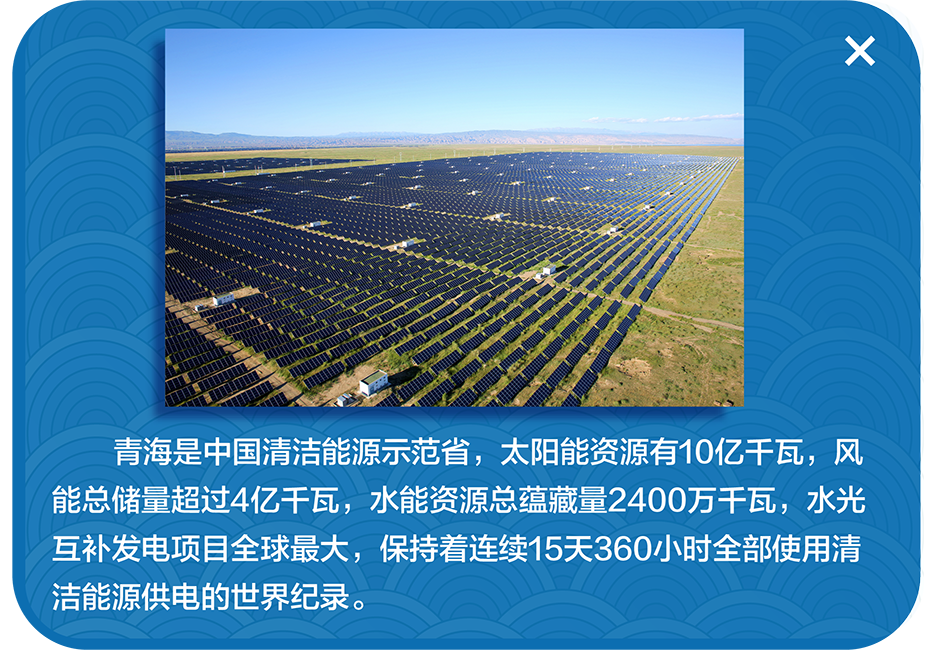 青海是中国清洁能源示范省，太阳能资源有10亿千瓦，风
能总储量超过4亿千瓦，水能资源总蕴藏量2400万千瓦，水光
互补发电项目全球最大，保持着连续15天360小时全部使用清
洁能源供电的世界纪录。